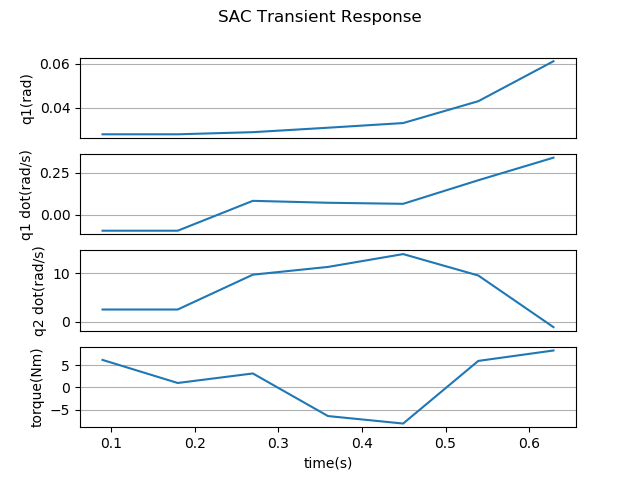 SAC Transient Response
q1(rad)
0.06
0.04
q1 dot(rad/s)
0.25
0.00
q2 dot(rad/s)
10
0
torque(Nm)
5
0
−5
0.1 0.2 0.3 0.4 0.5 0.6
time(s)